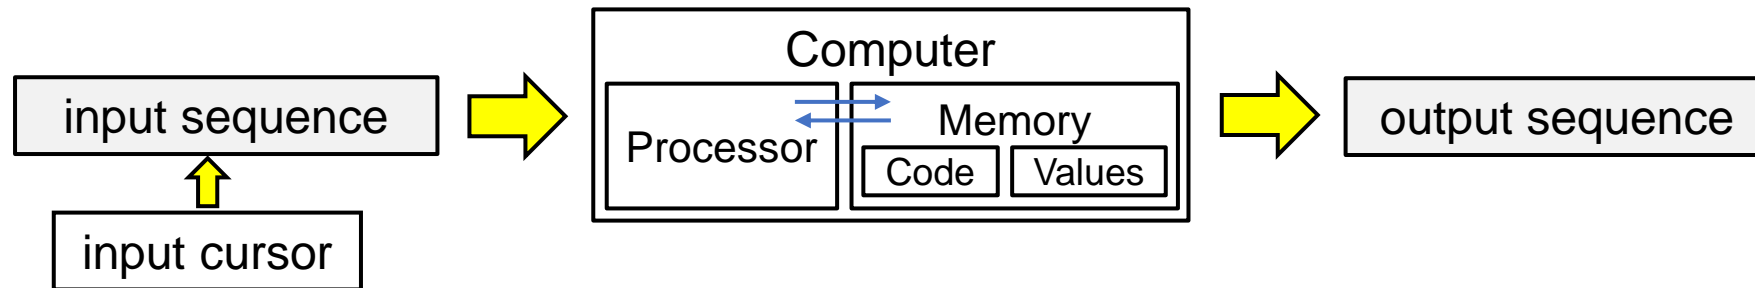 Computer
input sequence
Processor
Memory
Code
Values
output sequence
input cursor